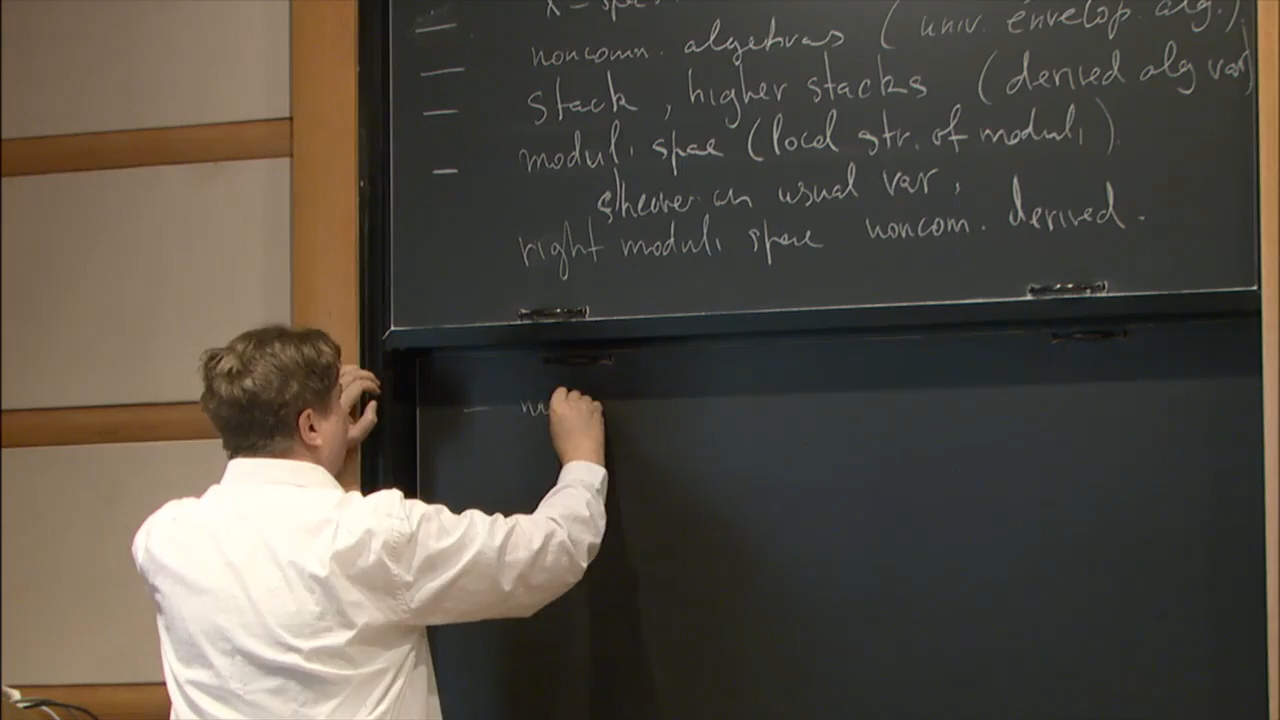 X = spec
— noncomm. algebras (univ. envelop. alg.)
— stack, higher stacks (derived alg var)
— moduli space (local str. of moduli).
— sheaves on usual var,
right moduli space noncom. derived.
—